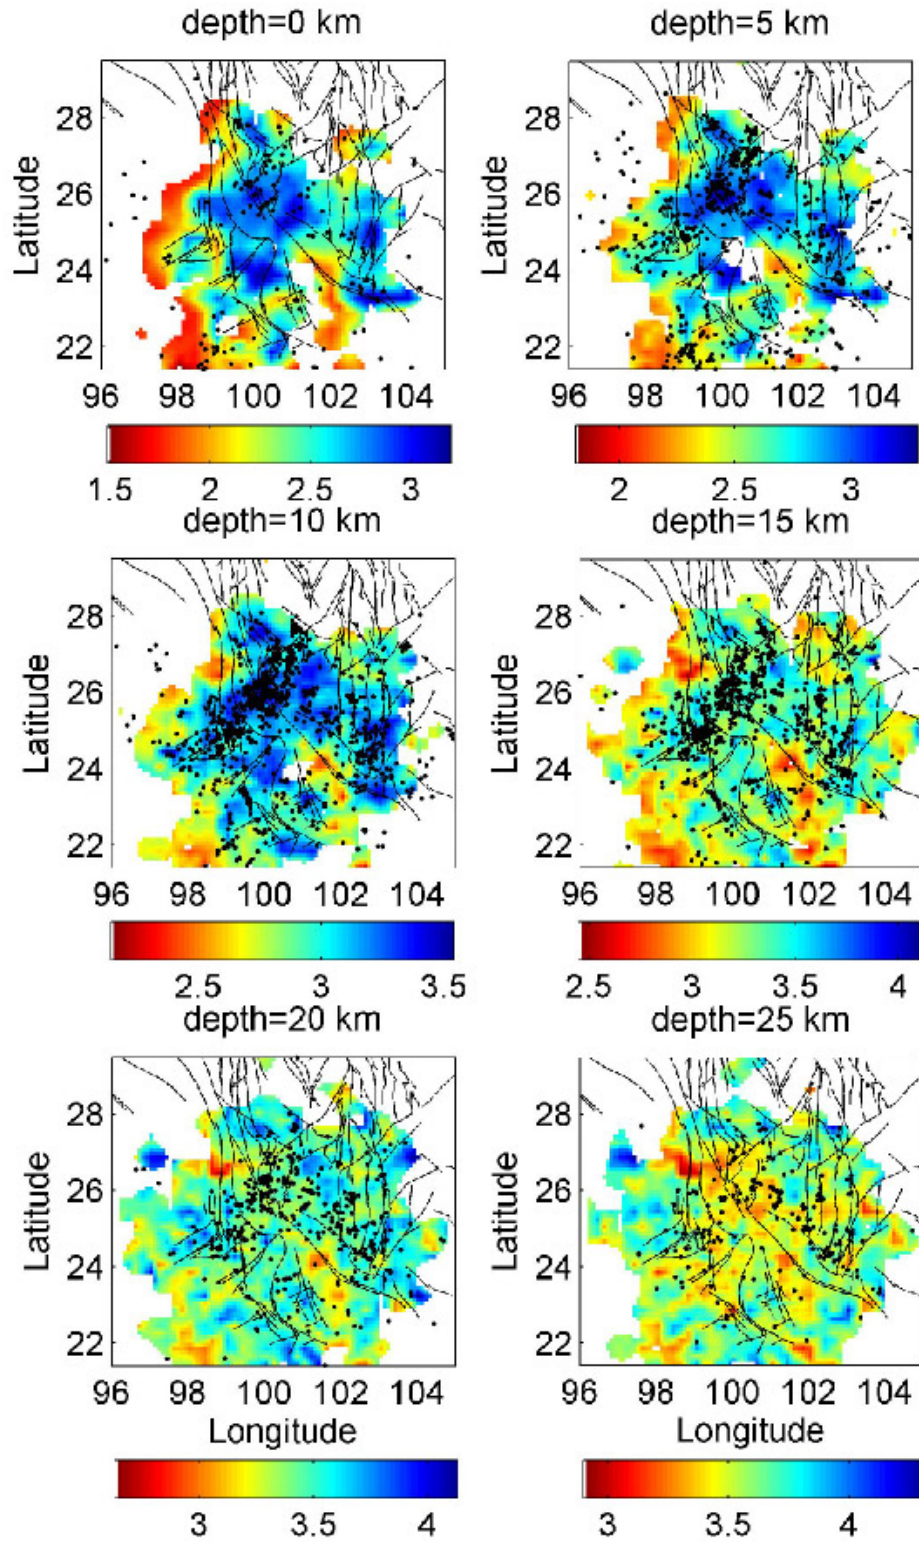 depth=0 km depth=5 km
Latitude 28 26 24 22 Latitude 28 26 24 22
96 98 100 102 104 96 98 100 102 104
1.5 2 2.5 3 2 2.5 3
depth=10 km depth=15 km
Latitude 28 26 24 22 Latitude 28 26 24 22
96 98 100 102 104 96 98 100 102 104
2.5 3 3.5 2.5 3 3.5 4
depth=20 km depth=25 km
Latitude 28 26 24 22 Latitude 28 26 24 22
96 98 100 102 104 96 98 100 102 104
Longitude Longitude
3 3.5 4 3 3.5 4